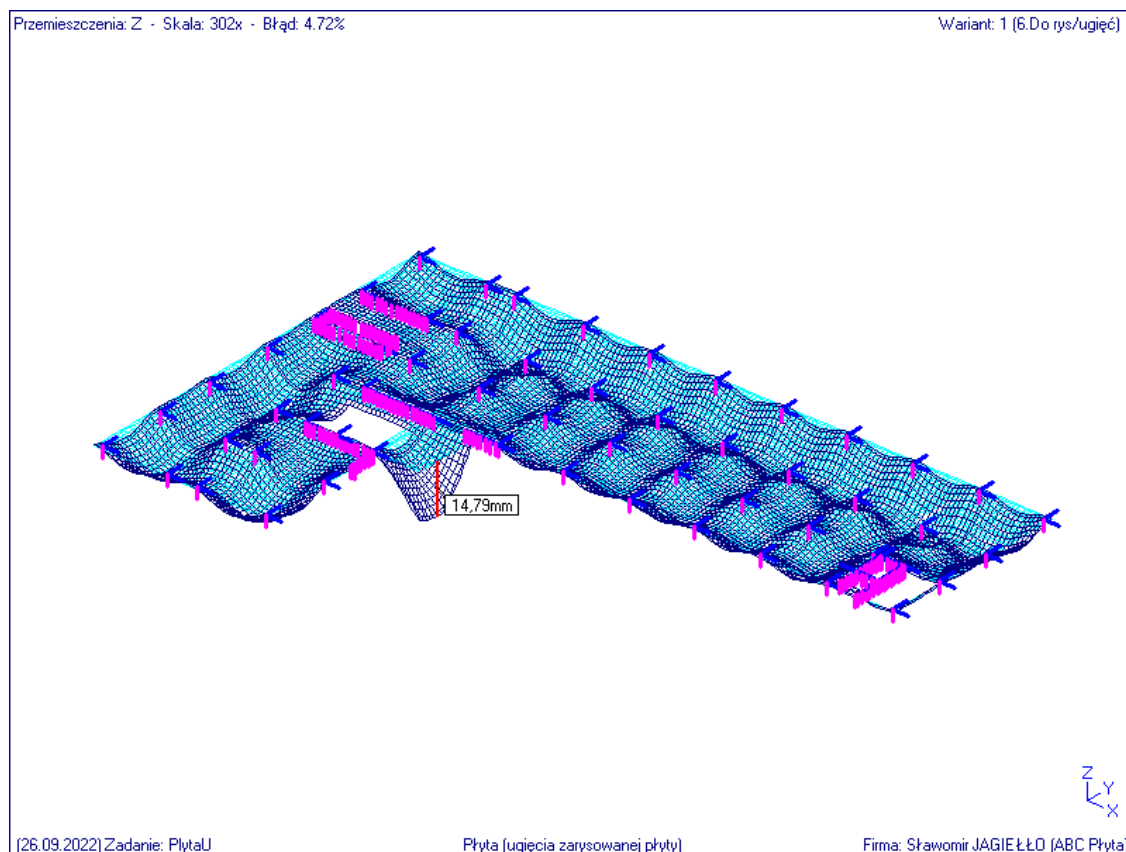 Przemieszczenia: Z - Skala: 302x - Błąd: 4.72%
Wariant: 1 (6.Do rys/ugięć)
14,79mm
Z
Y
X
(26.09.2022) Zadanie: PlytaU
Płyta (ugięcia zarysowanej płyty)
Firma: Sławomir JAGIEŁŁO (ABC Płyta)